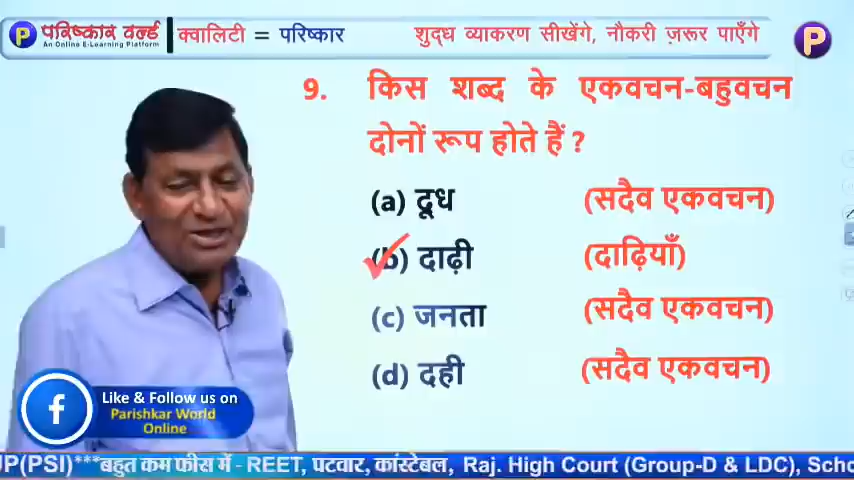 P परिष्कार वर्ल्ड
An Online E-Learning Platform
क्वालिटी = परिष्कार
शुद्ध व्याकरण सीखेंगे, नौकरी ज़रूर पाएँगे
P
9. किस शब्द के एकवचन-बहुवचन
दोनों रूप होते हैं ?
(a) दूध (सदैव एकवचन)
(b) दाढ़ी (दाढ़ियाँ)
(c) जनता (सदैव एकवचन)
(d) दही (सदैव एकवचन)
f Like & Follow us on
Parishkar World
Online
UP(PSI)***बहुत कम फीस में - REET, पटवार, कांस्टेबल, Raj. High Court (Group-D & LDC), Scho